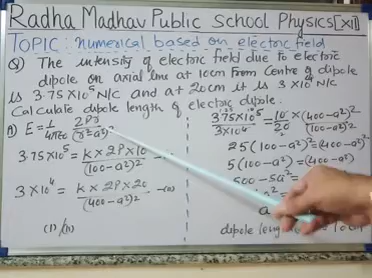 Radha Madhav Public School Physics [XII]
TOPIC: numerical based on electric field
Q) The intensity of electric field due to electric
dipole on axial line at 10cm from centre of dipole
is 3.75 x 10⁵ N/C and at 20cm it is 3 x 10⁴ N/C
Calculate dipole length of electric dipole.
A) E = 1/4πε₀ 2Pr/(r²-a²)²
3.75 x 10⁵ = k x 2P x 10/(100-a²)² — (i)
3 x 10⁴ = k x 2P x 20/(400-a²)² — (ii)
(i) / (ii)
3.75 x 10⁵/3 x 10⁴ = 10/20 x (400-a²)²/(100-a²)²
25 (100-a²)² = (400-a²)²
5 (100-a²) = (400-a²)
500 - 5a² =
a² =
a
dipole leng